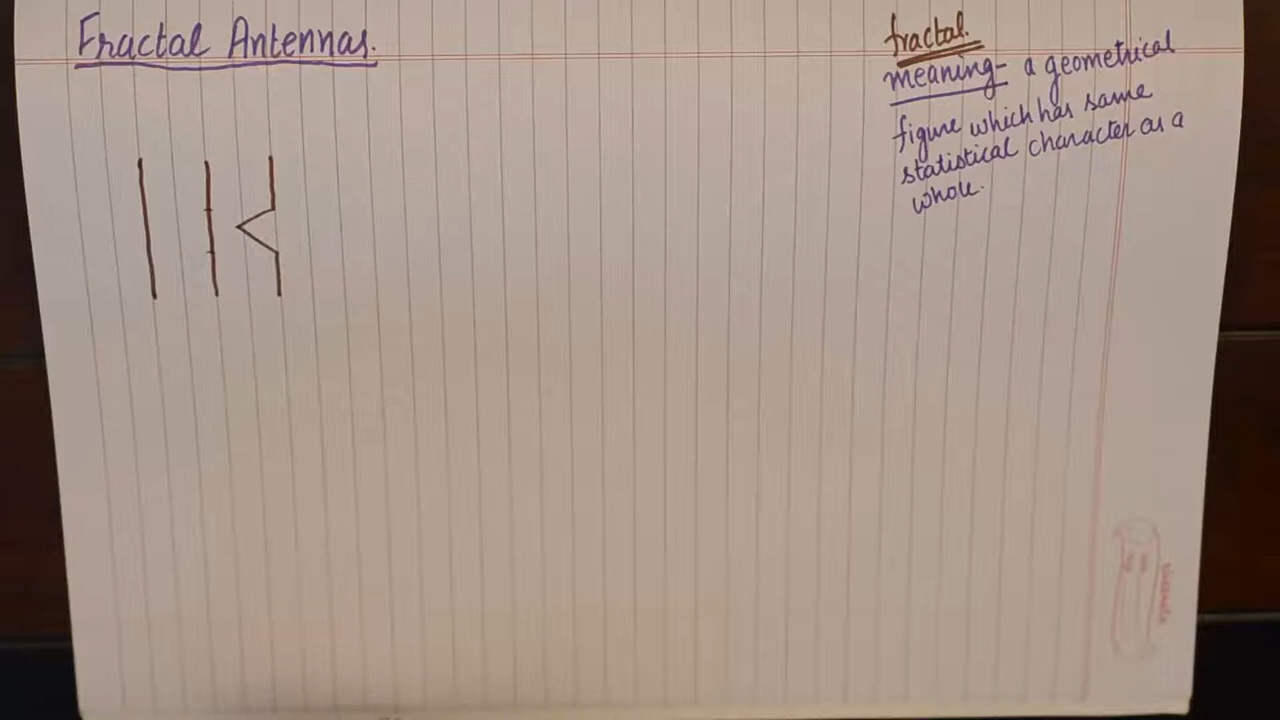 Fractal Antennas.
fractal.
meaning- a geometrical
figure which has same
statistical character as a
whole.